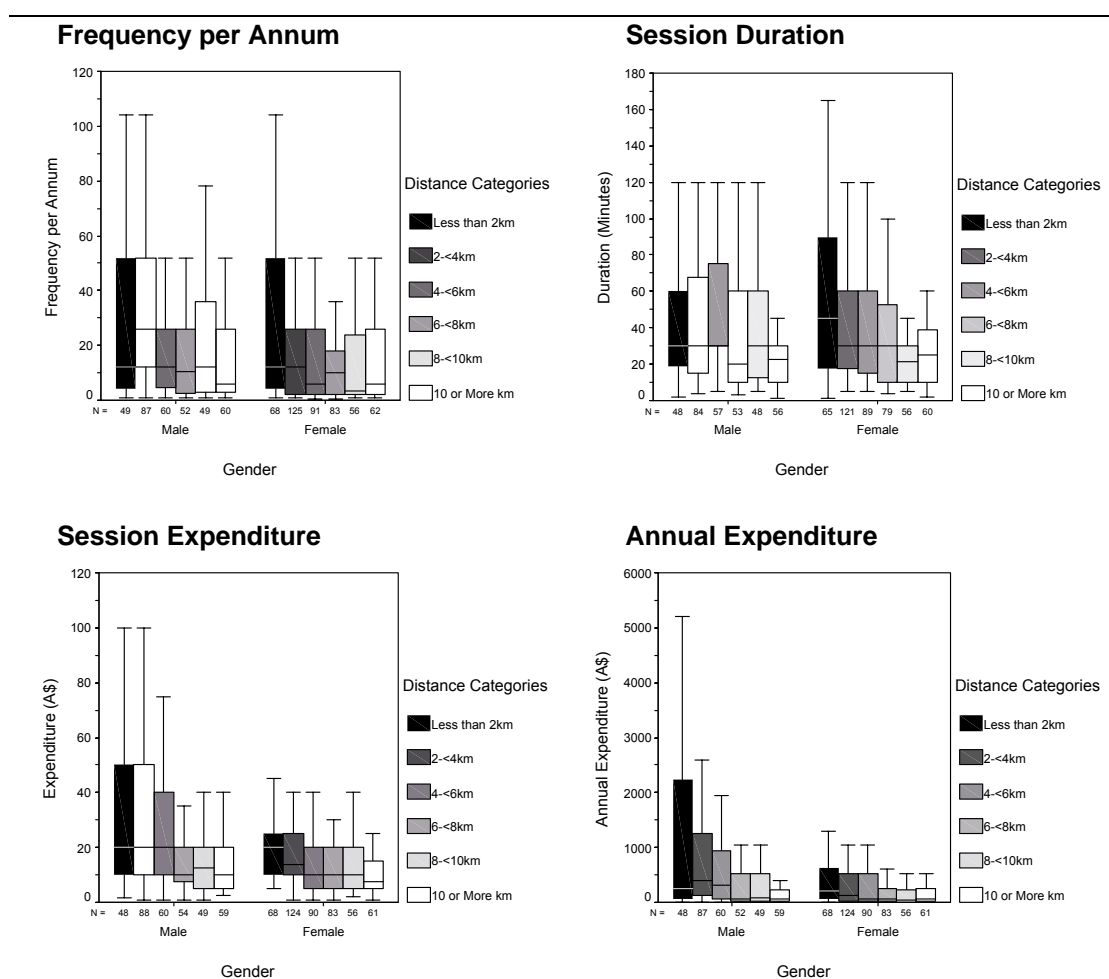 Frequency per Annum
120
100
80
60
40
20
0
Frequency per Annum
N = 49 87 60 52 49 60 68 125 91 83 56 62
Male Female
Gender
Distance Categories
Less than 2km
2-<4km
4-<6km
6-<8km
8-<10km
10 or More km
Session Duration
180
160
140
120
100
80
60
40
20
0
Duration (Minutes)
N = 48 84 57 53 48 56 65 121 89 79 56 60
Male Female
Gender
Distance Categories
Less than 2km
2-<4km
4-<6km
6-<8km
8-<10km
10 or More km
Session Expenditure
120
100
80
60
40
20
0
Expenditure (A$)
N = 48 88 60 54 49 59 68 124 90 83 56 61
Male Female
Gender
Distance Categories
Less than 2km
2-<4km
4-<6km
6-<8km
8-<10km
10 or More km
Annual Expenditure
6000
5000
4000
3000
2000
1000
0
Annual Expenditure (A$)
N = 48 87 60 52 49 59 68 124 90 83 56 61
Male Female
Gender
Distance Categories
Less than 2km
2-<4km
4-<6km
6-<8km
8-<10km
10 or More km